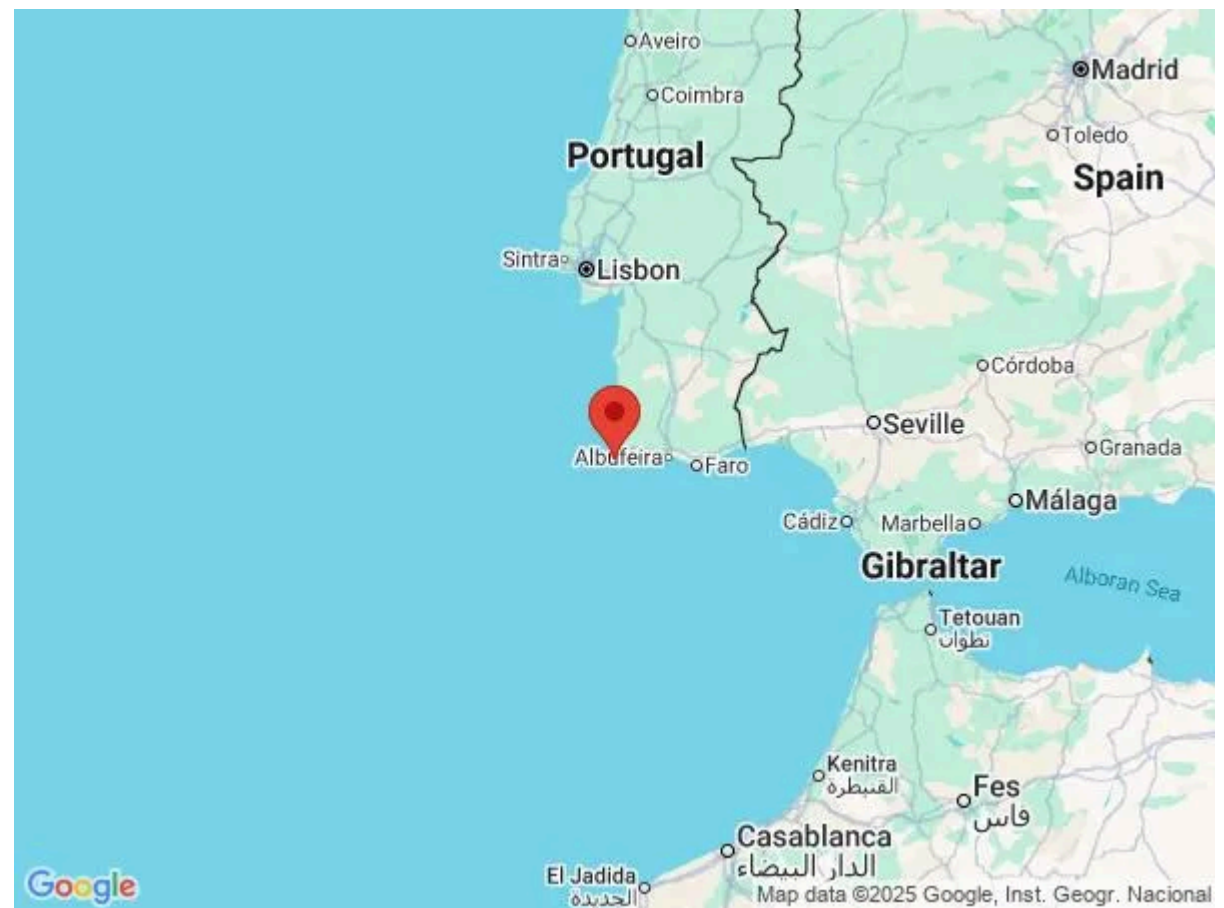 Aveiro
Madrid
Coimbra
Toledo
Portugal
Spain
Sintra
Lisbon
Córdoba
Seville
Granada
Albufeira
Faro
Málaga
Cádiz
Marbella
Gibraltar
Alboran Sea
Tetouan
تطوان
Kenitra
القنيطرة
Fes
فاس
Casablanca
الدار البيضاء
El Jadida
الجديدة
Google
Map data ©2025 Google, Inst. Geogr. Nacional